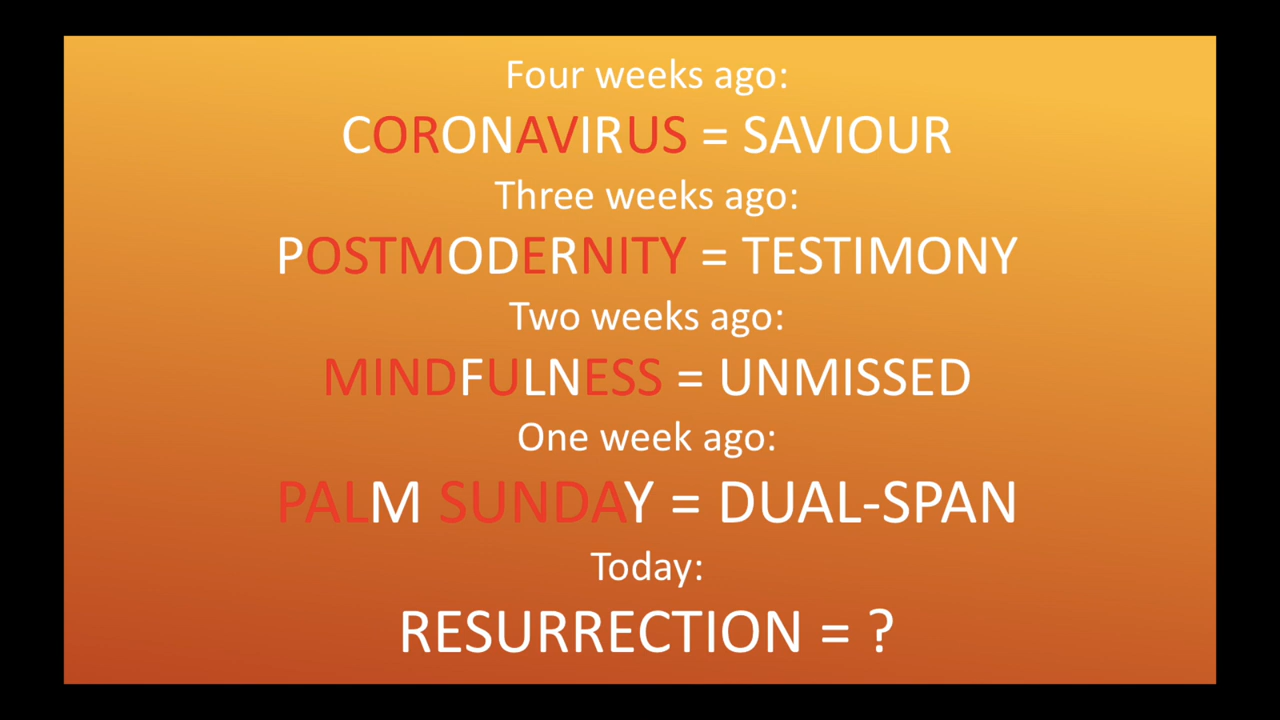 Four weeks ago:
CORONAVIRUS = SAVIOUR
Three weeks ago:
POSTMODERNITY = TESTIMONY
Two weeks ago:
MINDFULNESS = UNMISSED
One week ago:
PALM SUNDAY = DUAL-SPAN
Today:
RESURRECTION = ?